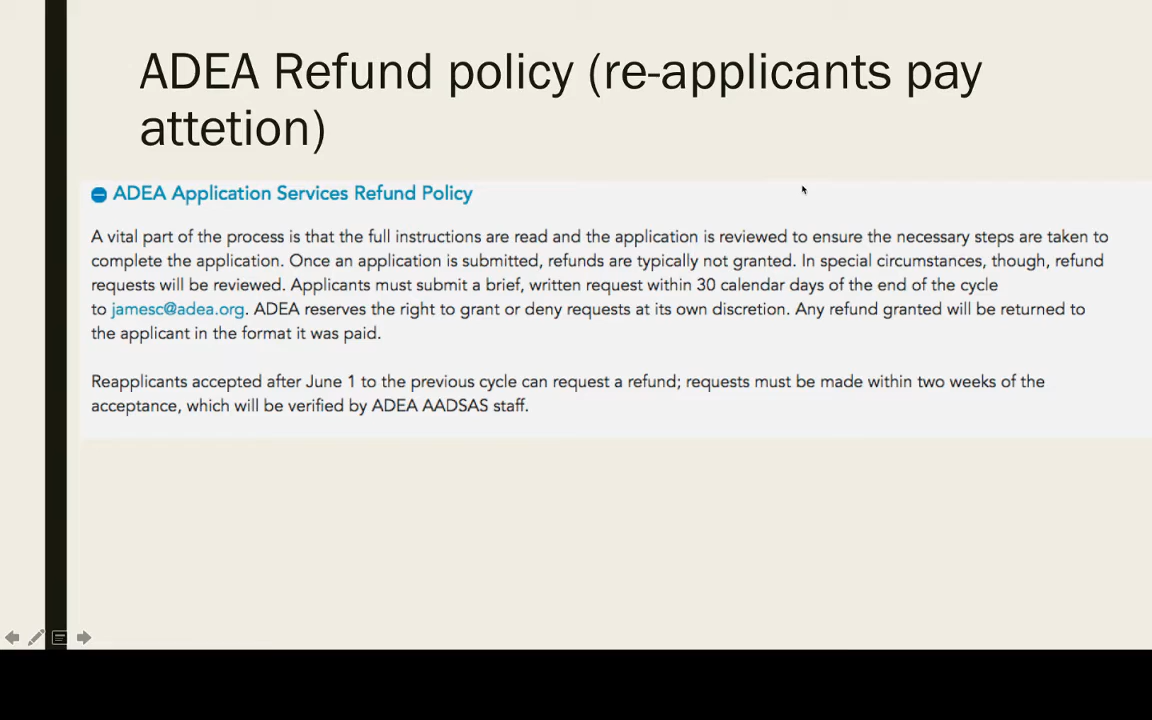 ADEA Refund policy (re-applicants pay
attetion)
ADEA Application Services Refund Policy
A vital part of the process is that the full instructions are read and the application is reviewed to ensure the necessary steps are taken to
complete the application. Once an application is submitted, refunds are typically not granted. In special circumstances, though, refund
requests will be reviewed. Applicants must submit a brief, written request within 30 calendar days of the end of the cycle
to jamesc@adea.org. ADEA reserves the right to grant or deny requests at its own discretion. Any refund granted will be returned to
the applicant in the format it was paid.
Reapplicants accepted after June 1 to the previous cycle can request a refund; requests must be made within two weeks of the
acceptance, which will be verified by ADEA AADSAS staff.